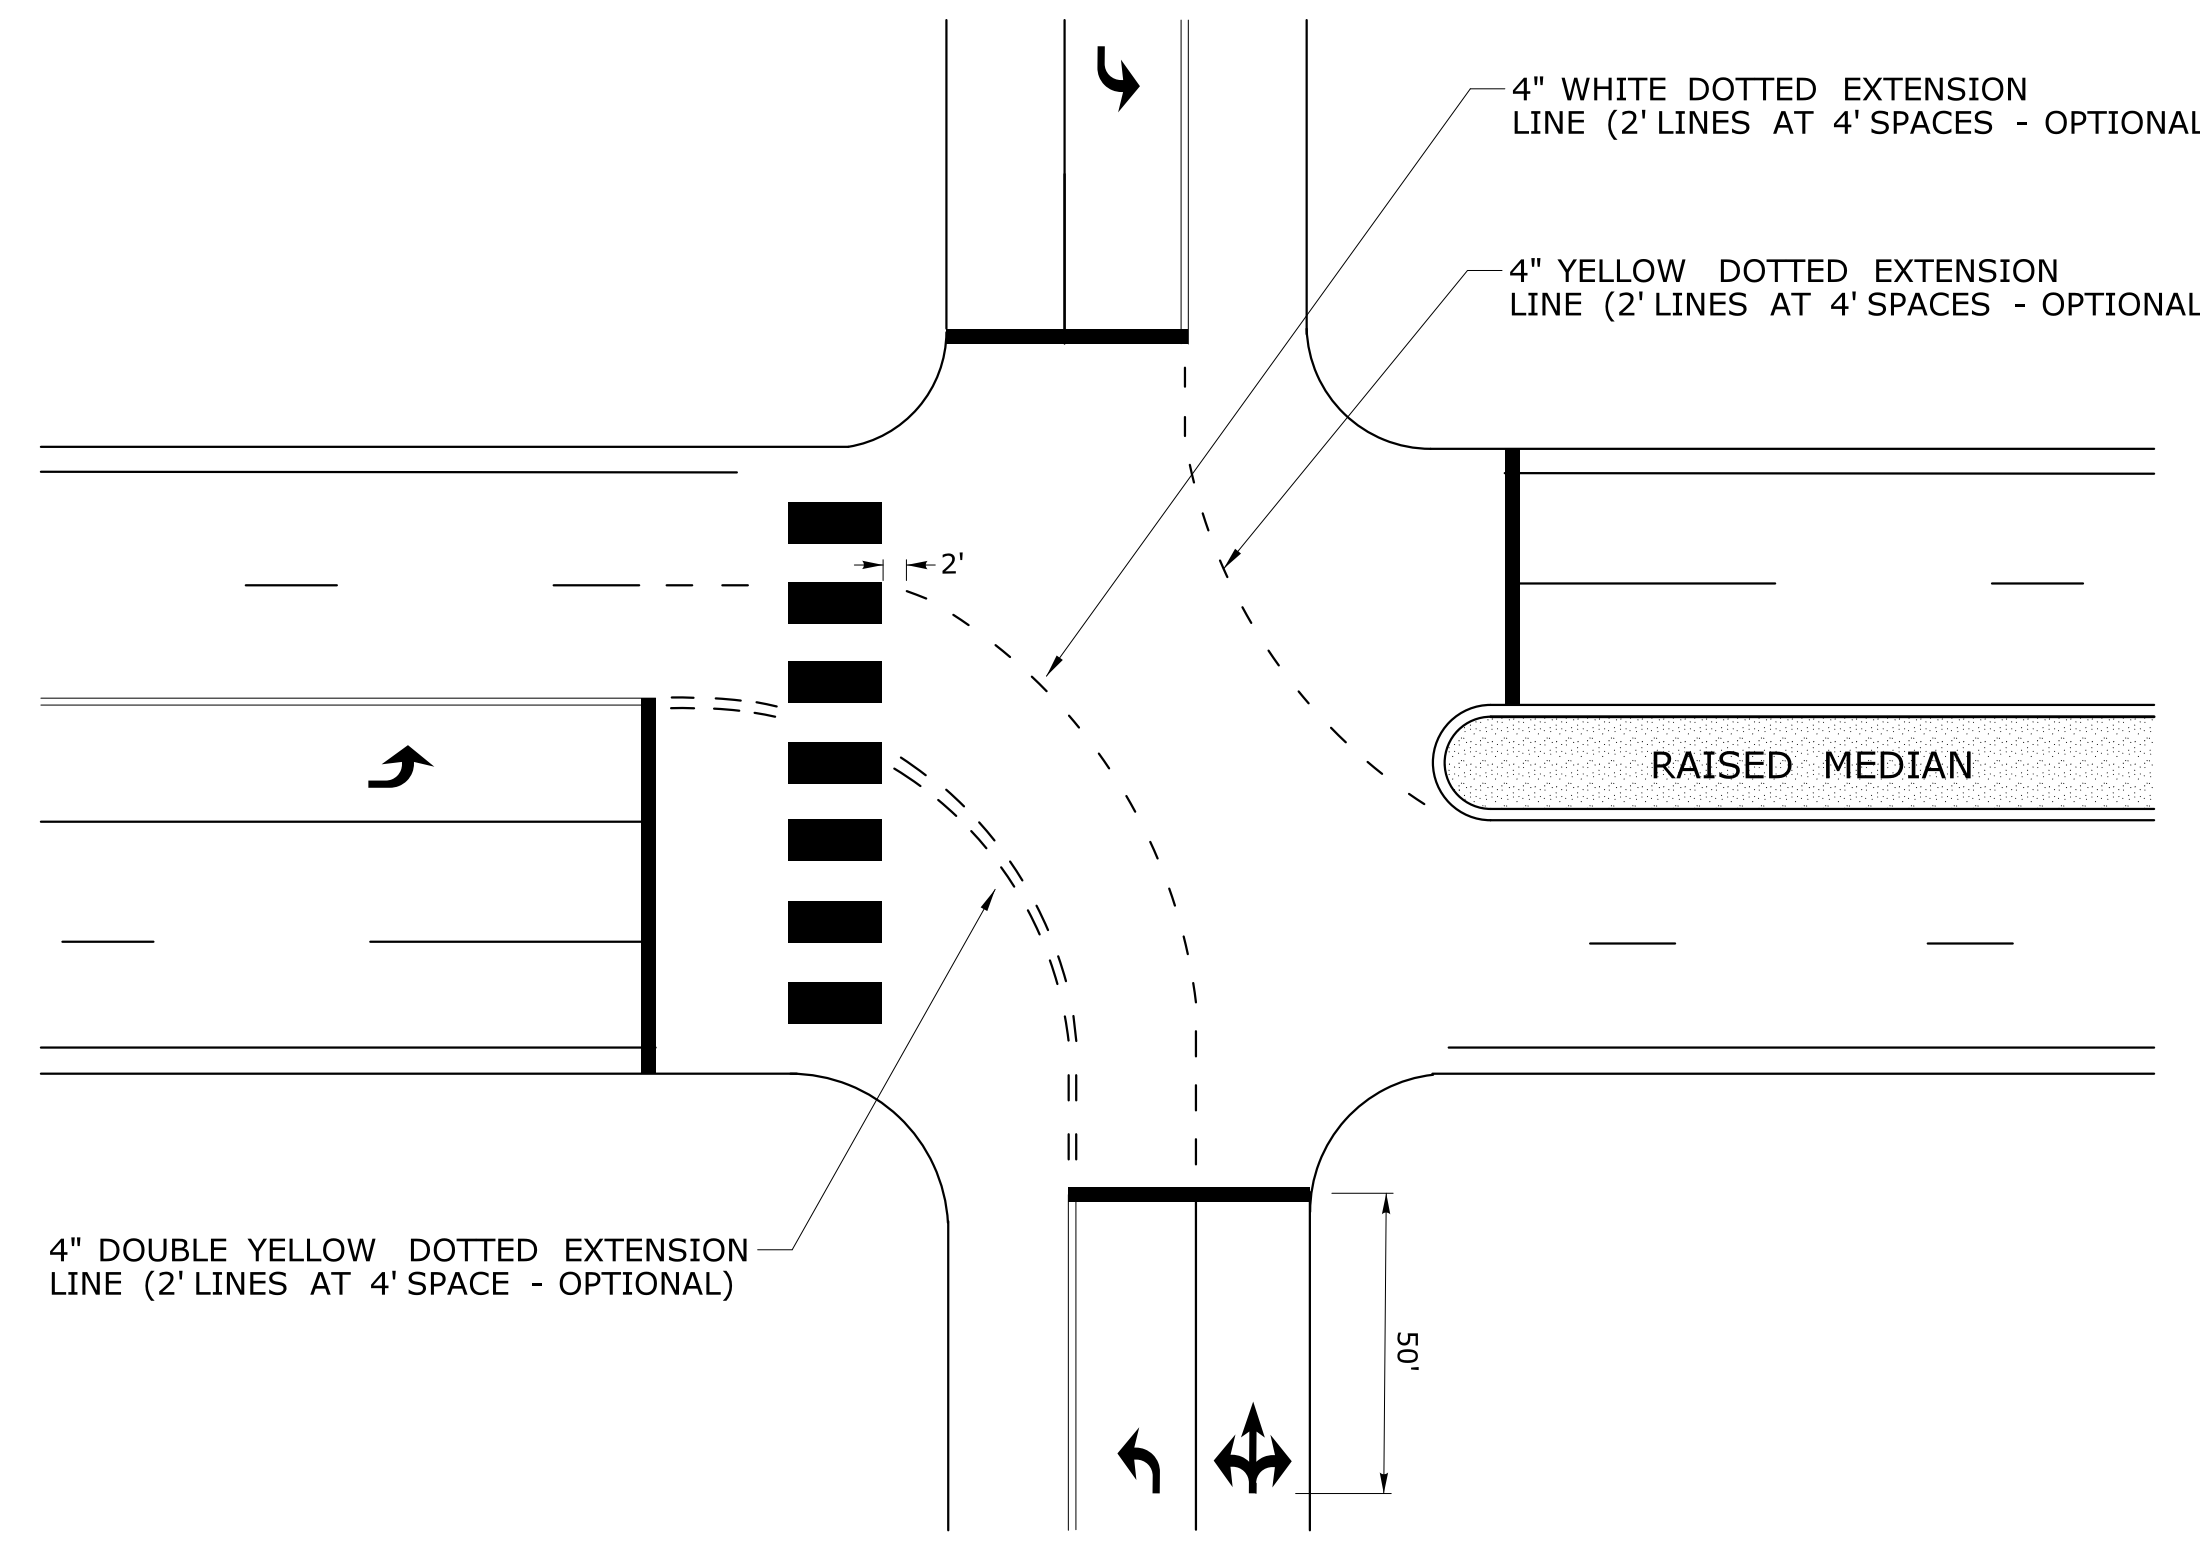 4" WHITE DOTTED EXTENSION
LINE (2' LINES AT 4' SPACES - OPTIONAL
4" YELLOW DOTTED EXTENSION
LINE (2' LINES AT 4' SPACES - OPTIONAL
2'
RAISED MEDIAN
4" DOUBLE YELLOW DOTTED EXTENSION
LINE (2' LINES AT 4' SPACE - OPTIONAL)
50'